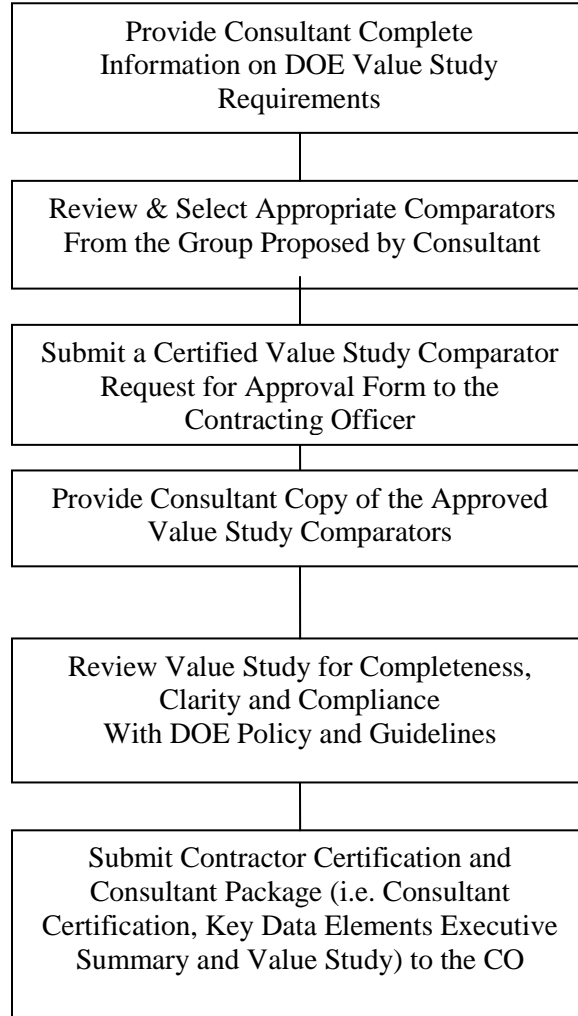 Provide Consultant Complete
Information on DOE Value Study
Requirements
Review & Select Appropriate Comparators
From the Group Proposed by Consultant
Submit a Certified Value Study Comparator
Request for Approval Form to the
Contracting Officer
Provide Consultant Copy of the Approved
Value Study Comparators
Review Value Study for Completeness,
Clarity and Compliance
With DOE Policy and Guidelines
Submit Contractor Certification and
Consultant Package (i.e. Consultant
Certification, Key Data Elements Executive
Summary and Value Study) to the CO